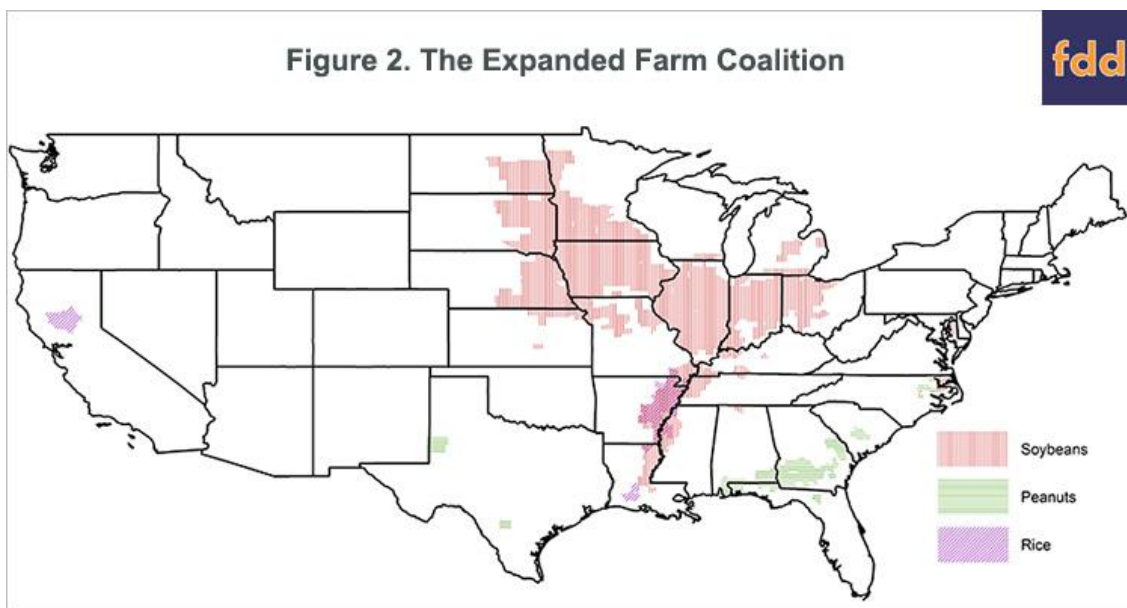 Figure 2. The Expanded Farm Coalition
fdd
Soybeans
Peanuts
Rice